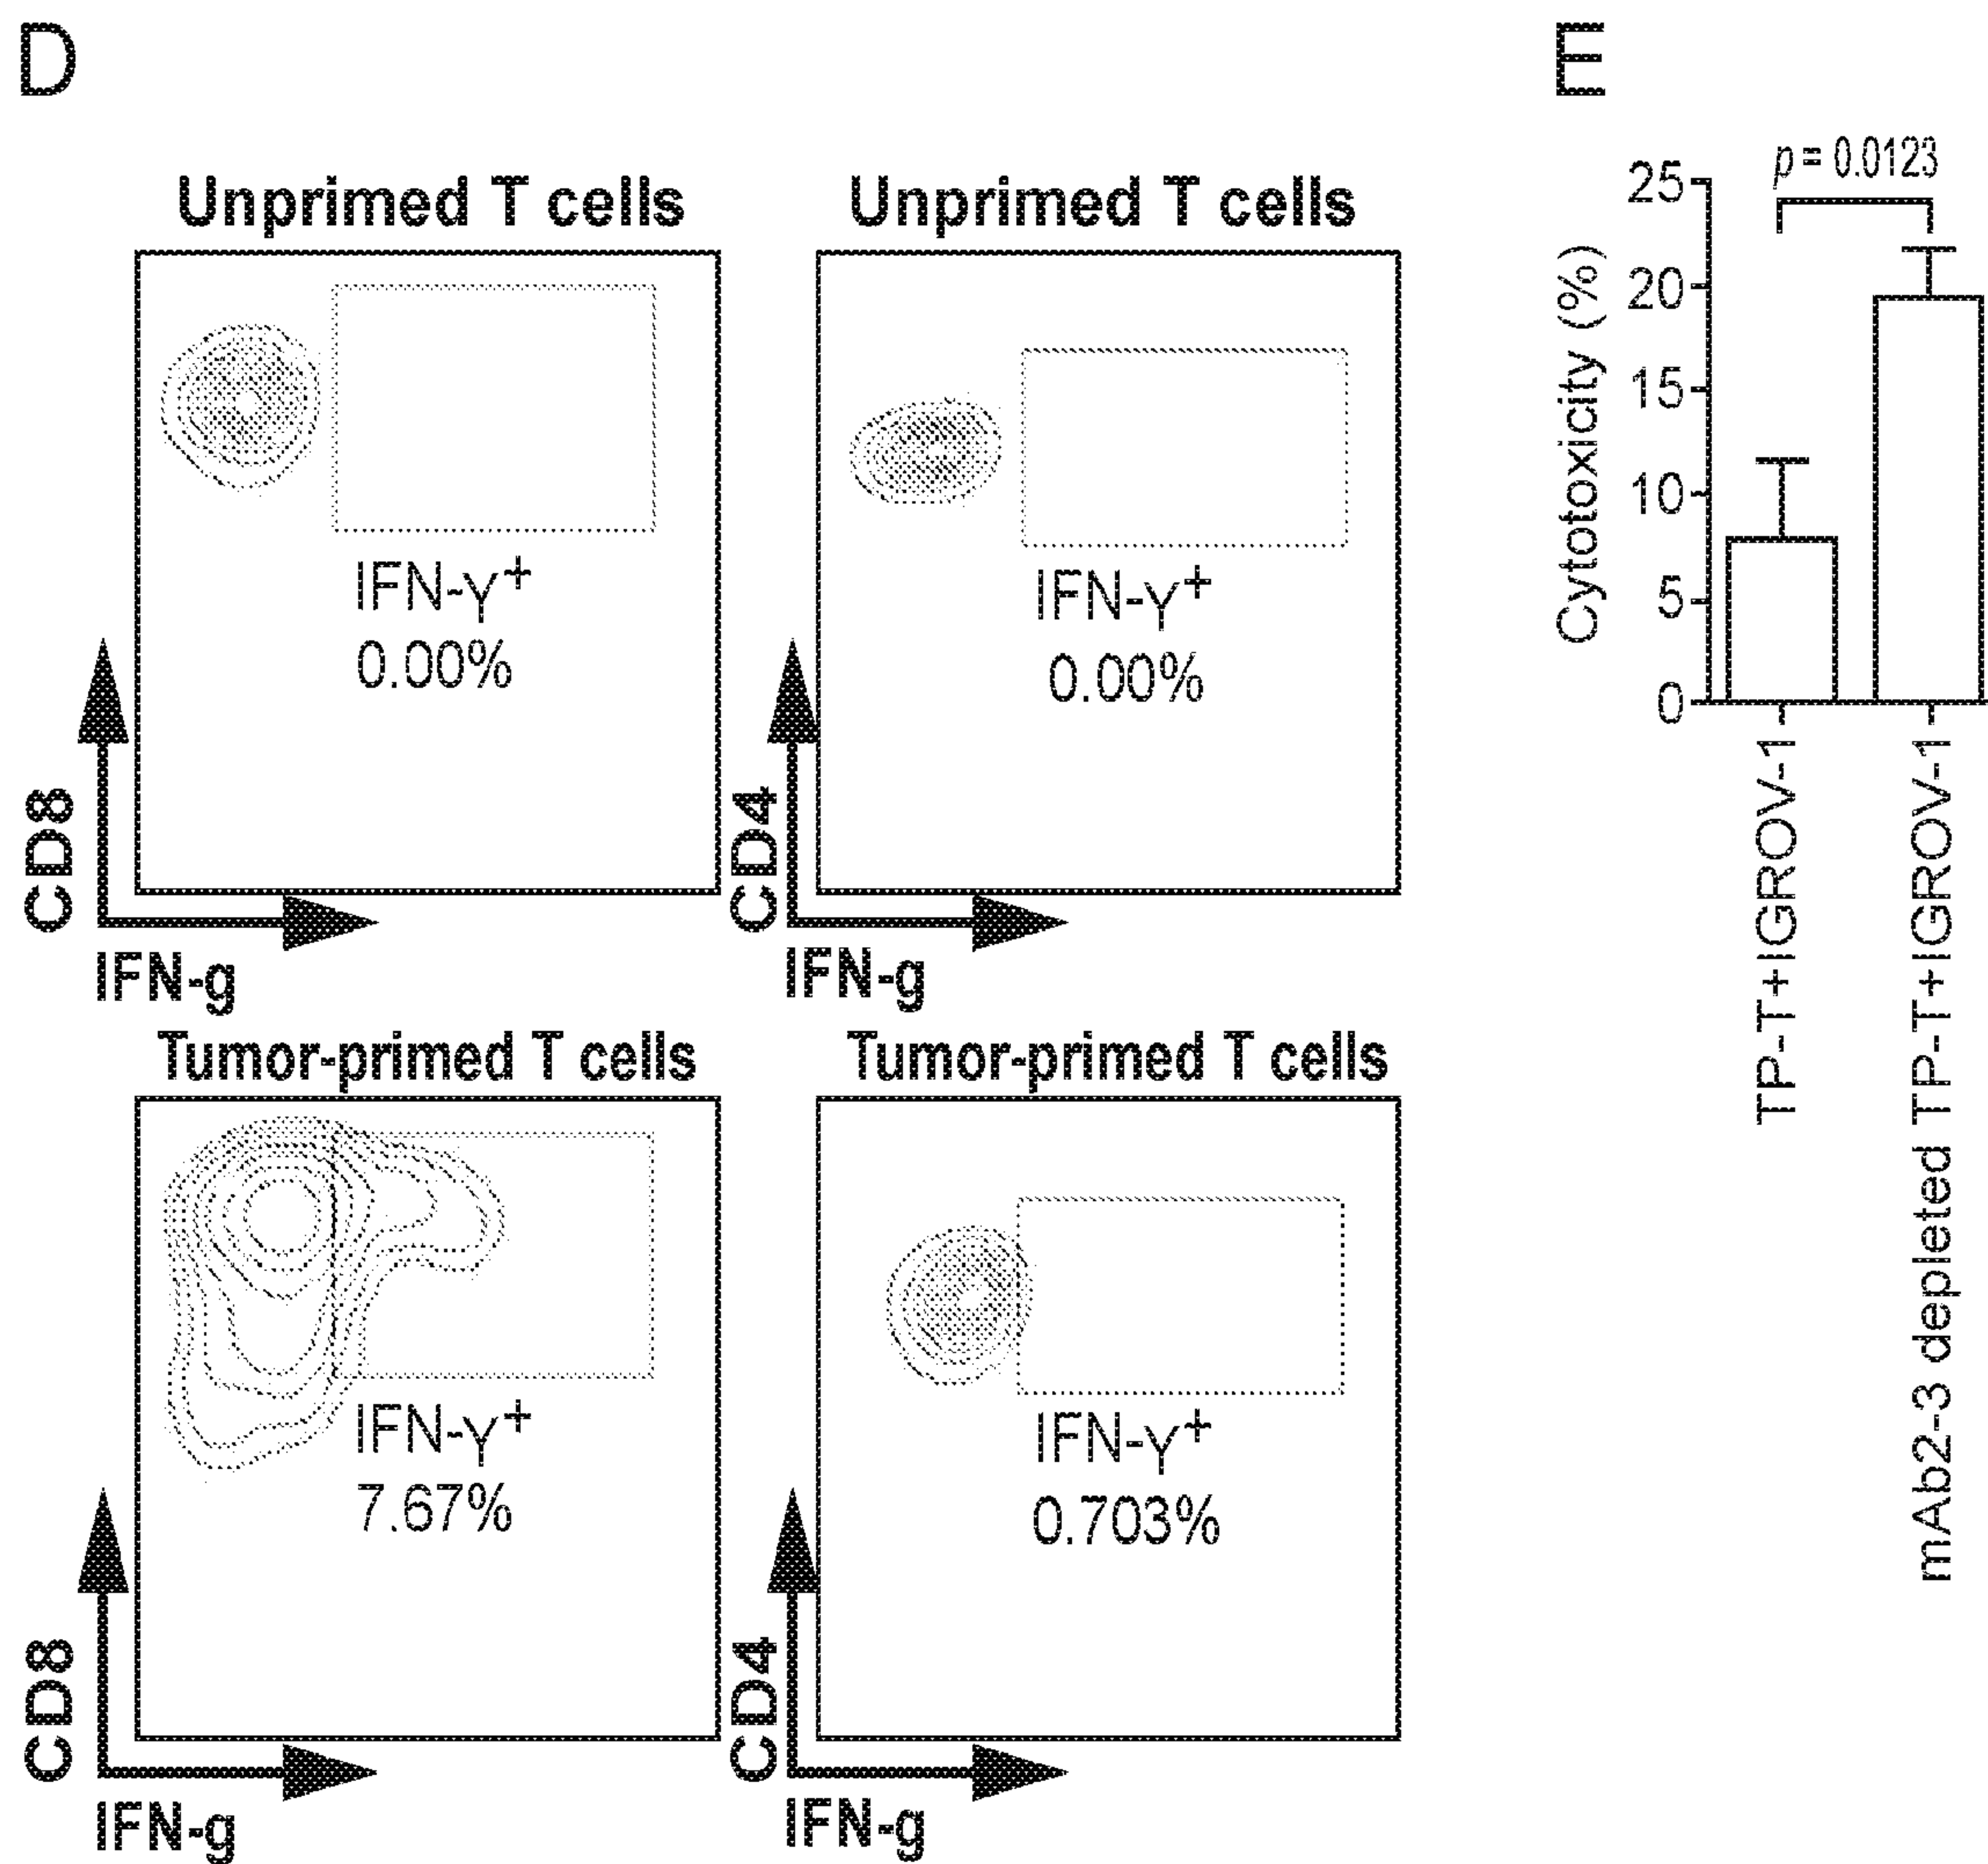 D
Unprimed T cells
IFN-γ+
0.00%
CD8
IFN-g
Unprimed T cells
IFN-γ+
0.00%
CD4
IFN-g
Tumor-primed T cells
IFN-γ+
7.67%
CD8
IFN-g
Tumor-primed T cells
IFN-γ+
0.703%
CD4
IFN-g
E
p = 0.0123
Cytotoxicity (%)
25
20
15
10
5
0
TP-T+IGROV-1
mAb2-3 depleted TP-T+IGROV-1